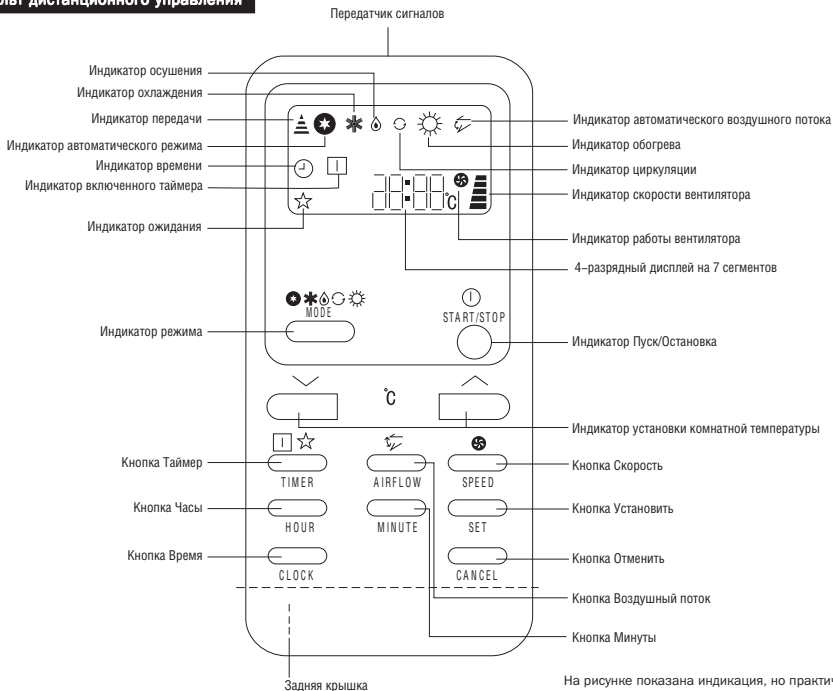 льт дистанционного управления
Передатчик сигналов
Индикатор осушения
Индикатор охлаждения
Индикатор передачи
Индикатор автоматического режима
Индикатор времени
Индикатор включенного таймера
Индикатор ожидания
Индикатор автоматического воздушного потока
Индикатор обогрева
Индикатор циркуляции
Индикатор скорости вентилятора
Индикатор работы вентилятора
4–разрядный дисплей на 7 сегментов
°C
MODE
START/STOP
Индикатор режима
Индикатор Пуск/Остановка
°C
Индикатор установки комнатной температуры
Кнопка Таймер
TIMER
AIRFLOW
SPEED
Кнопка Скорость
Кнопка Часы
HOUR
MINUTE
SET
Кнопка Установить
Кнопка Время
CLOCK
CANCEL
Кнопка Отменить
Кнопка Воздушный поток
Кнопка Минуты
Задняя крышка
На рисунке показана индикация, но практич